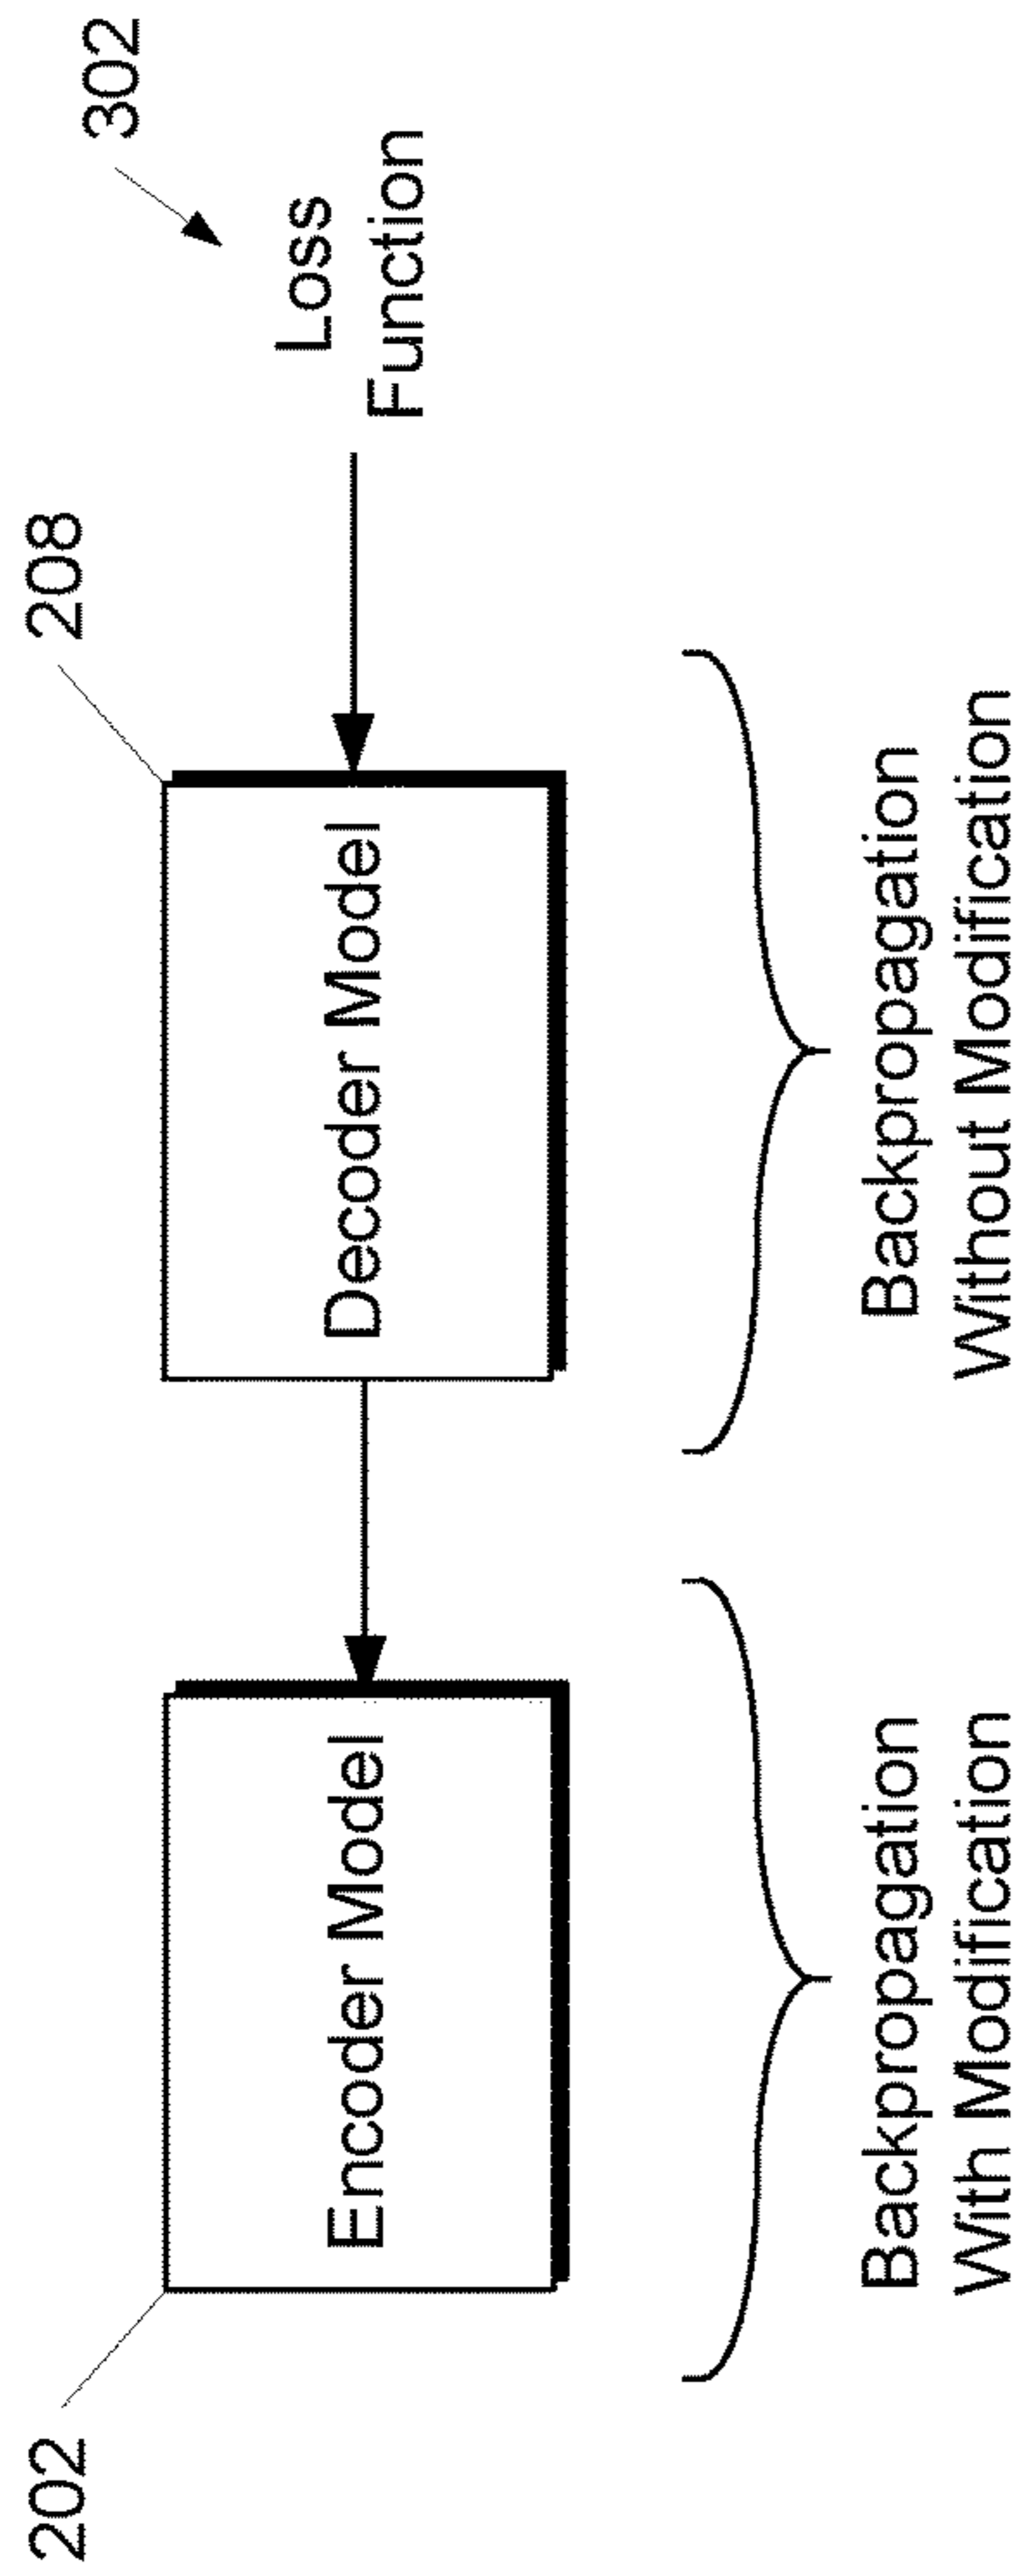 302
208
202
Loss
Function
Encoder Model
Decoder Model
Backpropagation
With Modification
Backpropagation
Without Modification